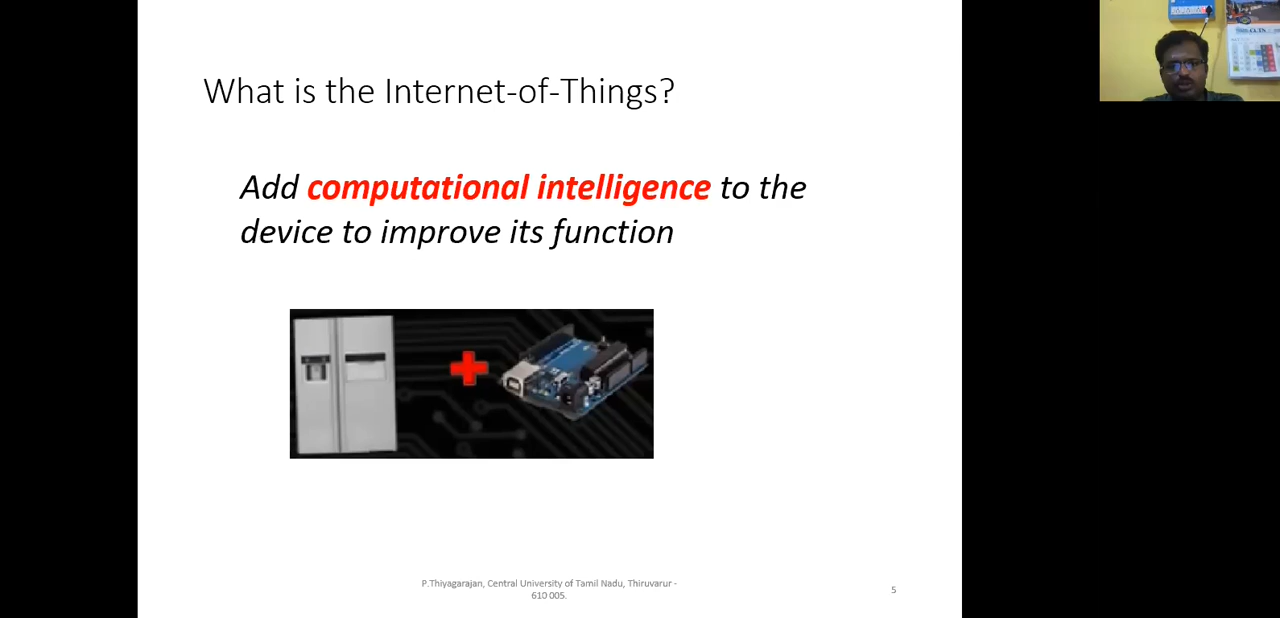 What is the Internet-of-Things?
Add computational intelligence to the
device to improve its function
P.Thiyagarajan, Central University of Tamil Nadu, Thiruvarur -
610 005.
5